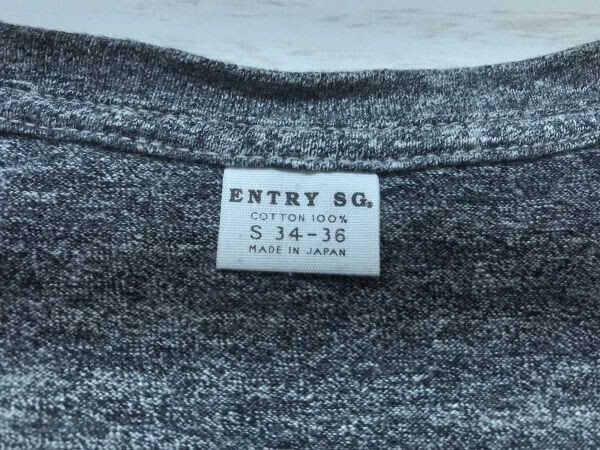 ENTRY SG®
COTTON 100%
S 34-36
MADE IN JAPAN